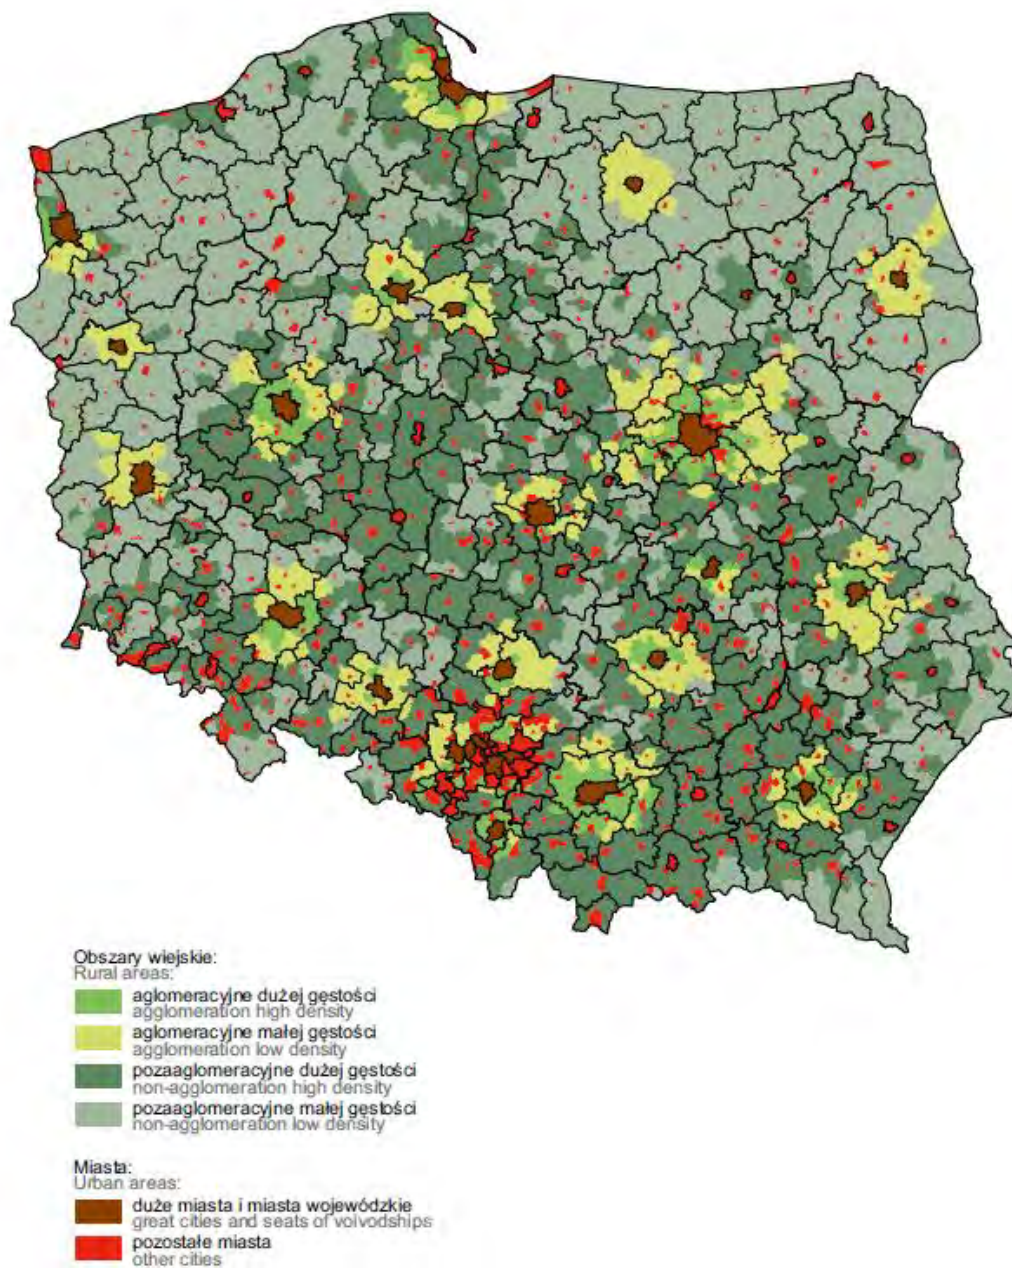 Obszary wiejskie:
Rural areas:
aglomeracyjne dużej gęstości
agglomeration high density
aglomeracyjne małej gęstości
agglomeration low density
pozaaglomeracyjne dużej gęstości
non-agglomeration high density
pozaaglomeracyjne małej gęstości
non-agglomeration low density
Miasta:
Urban areas:
duże miasta i miasta wojewódzkie
great cities and seats of voivodships
pozostałe miasta
other cities